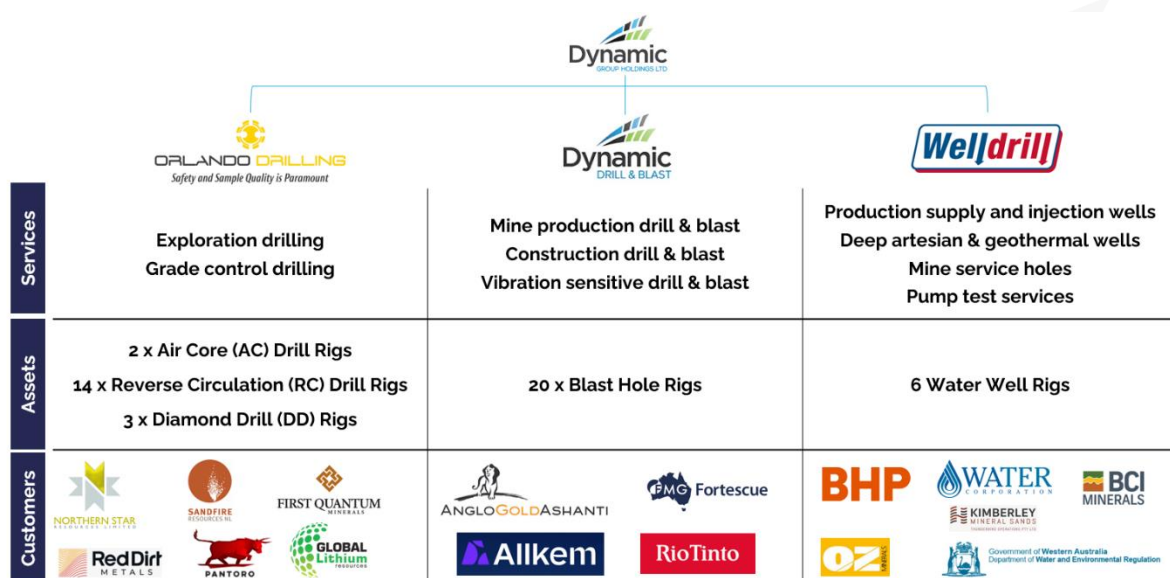 Dynamic
GROUP HOLDINGS LTD
ORLANDO DRILLING
Safety and Sample Quality is Paramount
Dynamic
DRILL & BLAST
Welldrill
Services
Exploration drilling
Grade control drilling
Mine production drill & blast
Construction drill & blast
Vibration sensitive drill & blast
Production supply and injection wells
Deep artesian & geothermal wells
Mine service holes
Pump test services
Assets
2 x Air Core (AC) Drill Rigs
14 x Reverse Circulation (RC) Drill Rigs
3 x Diamond Drill (DD) Rigs
20 x Blast Hole Rigs
6 Water Well Rigs
Customers
NORTHERN STAR
RESOURCES LIMITED
SANDFIRE
RESOURCES NL
FIRST QUANTUM
MINERALS
RedDirt
METALS
PANTORO
GLOBAL
Lithium
resources
ANGLOGOLDASHANTI
FMG Fortescue
Allkem
RioTinto
BHP
WATER
CORPORATION
BCI
MINERALS
KIMBERLEY
MINERAL SANDS
OZ
MINERALS
Government of Western Australia
Department of Water and Environmental Regulation